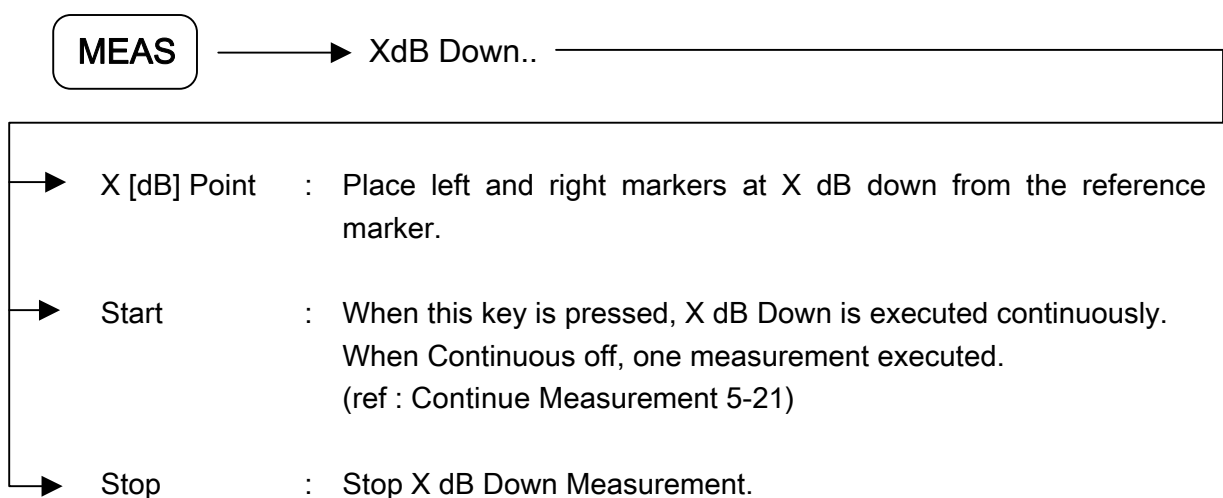 MEAS XdB Down..
X [dB] Point : Place left and right markers at X dB down from the reference
marker.
Start : When this key is pressed, X dB Down is executed continuously.
When Continuous off, one measurement executed.
(ref : Continue Measurement 5-21)
Stop : Stop X dB Down Measurement.